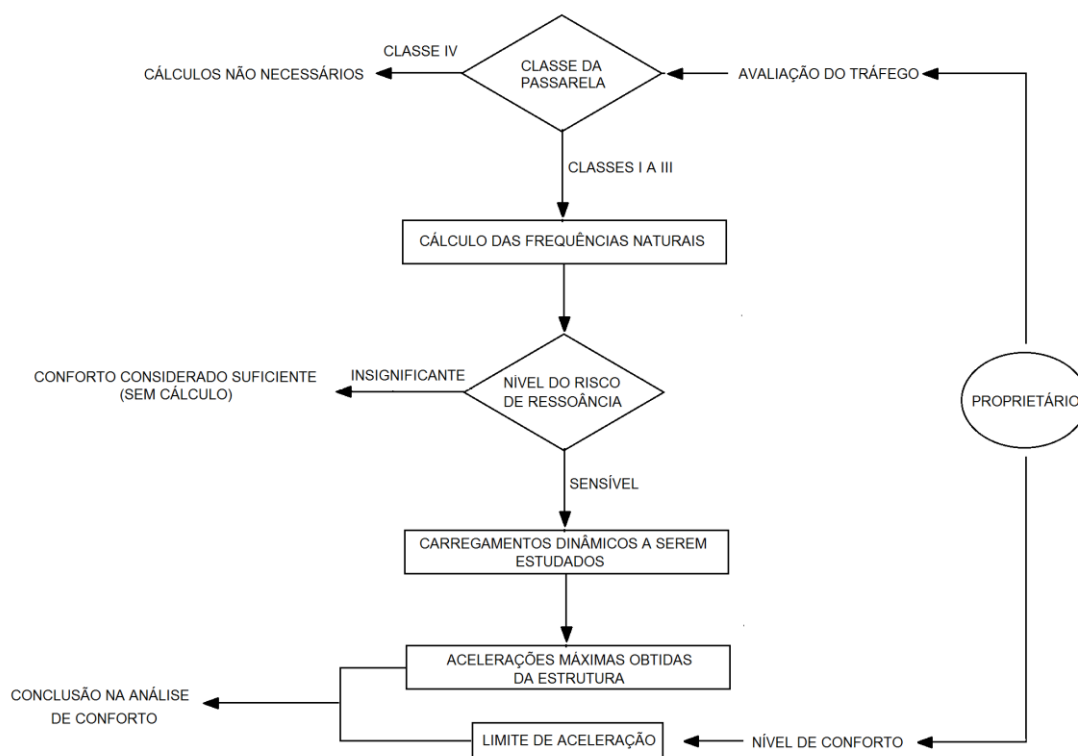 CLASSE IV
CÁLCULOS NÃO NECESSÁRIOS
CLASSE DA
PASSARELA
AVALIAÇÃO DO TRÁFEGO
CLASSES I A III
CÁLCULO DAS FREQUÊNCIAS NATURAIS
CONFORTO CONSIDERADO SUFICIENTE
(SEM CÁLCULO)
INSIGNIFICANTE
NÍVEL DO RISCO
DE RESSOÂNCIA
PROPRIETÁRIO
SENSÍVEL
CARREGAMENTOS DINÂMICOS A SEREM
ESTUDADOS
ACELERAÇÕES MÁXIMAS OBTIDAS
DA ESTRUTURA
CONCLUSÃO NA ANÁLISE
DE CONFORTO
LIMITE DE ACELERAÇÃO
NÍVEL DE CONFORTO